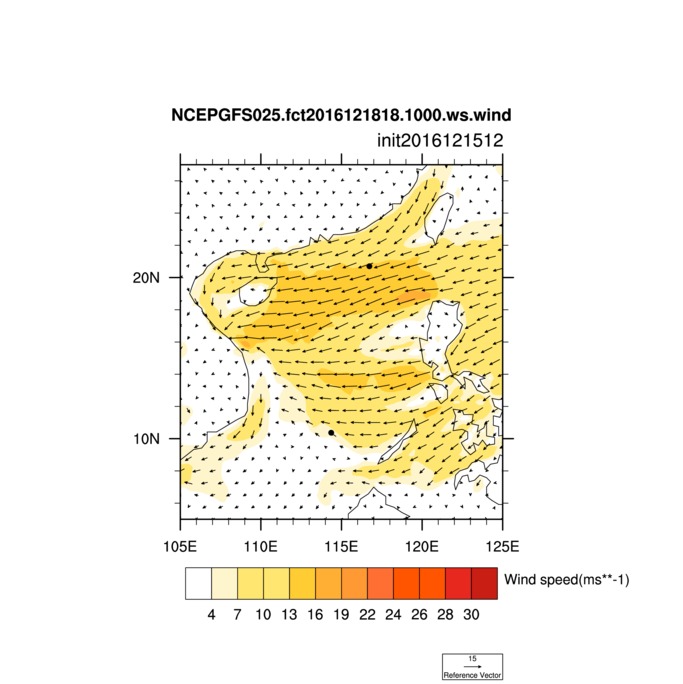 NCEPGFS025.fct2016121818.1000.ws.wind
init2016121512
20N
10N
105E 110E 115E 120E 125E
Wind speed(ms**-1)
4 7 10 13 16 19 22 24 26 28 30
15
Reference Vector